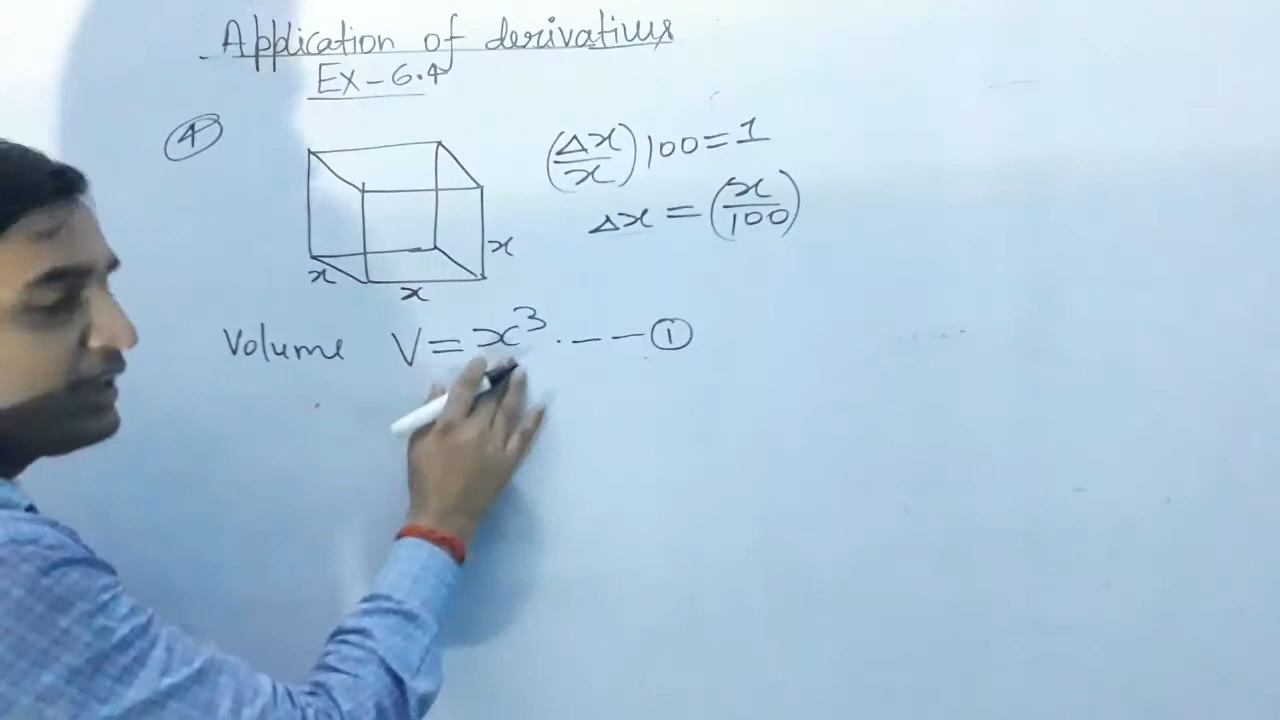 Application of derivatives
Ex-6.4
④
(Δx/x)100=1
Δx = (x/100)
x
x
x
Volume V=x³ .---①